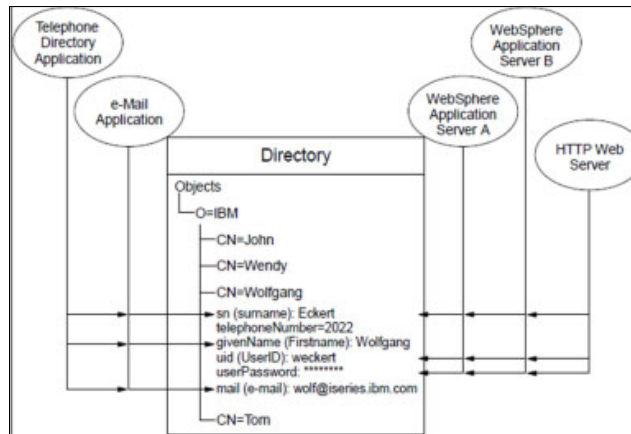 Telephone
Directory
Application
e-Mail
Application
WebSphere
Application
Server B
WebSphere
Application
Server A
HTTP Web
Server
Directory
Objects
O=IBM
CN=John
CN=Wendy
CN=Wolfgang
sn (surname): Eckert
telephoneNumber=2022
givenName (Firstname): Wolfgang
uid (UserID): weckert
userPassword: ********
mail (e-mail): wolf@iseries.ibm.com
CN=Tom